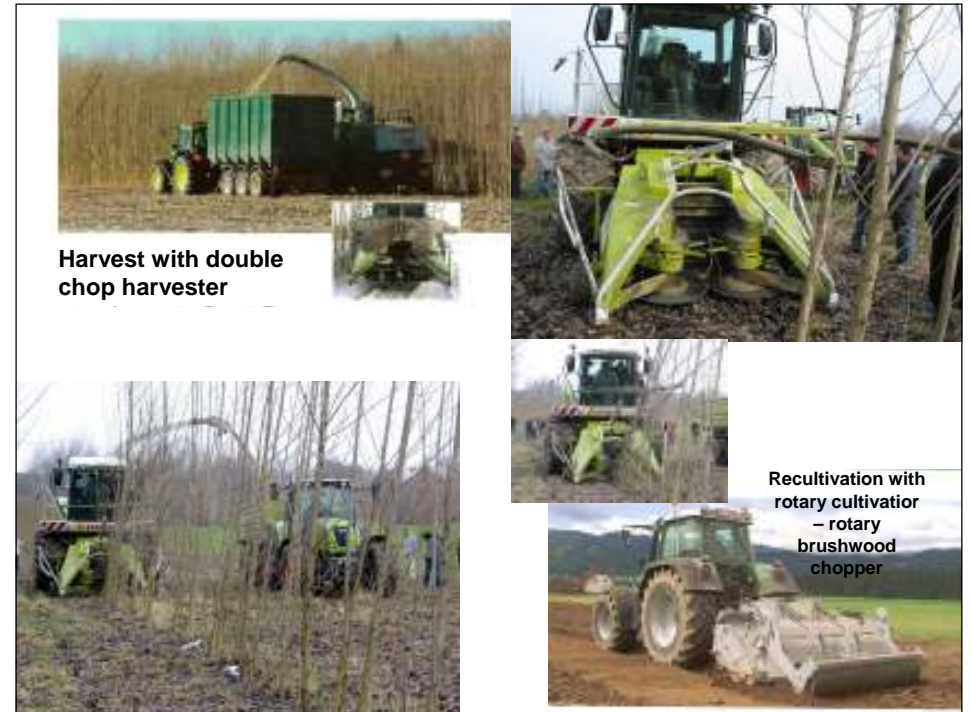 Harvest with double
chop harvester
Recultivation with
rotary cultivatior
– rotary
brushwood
chopper